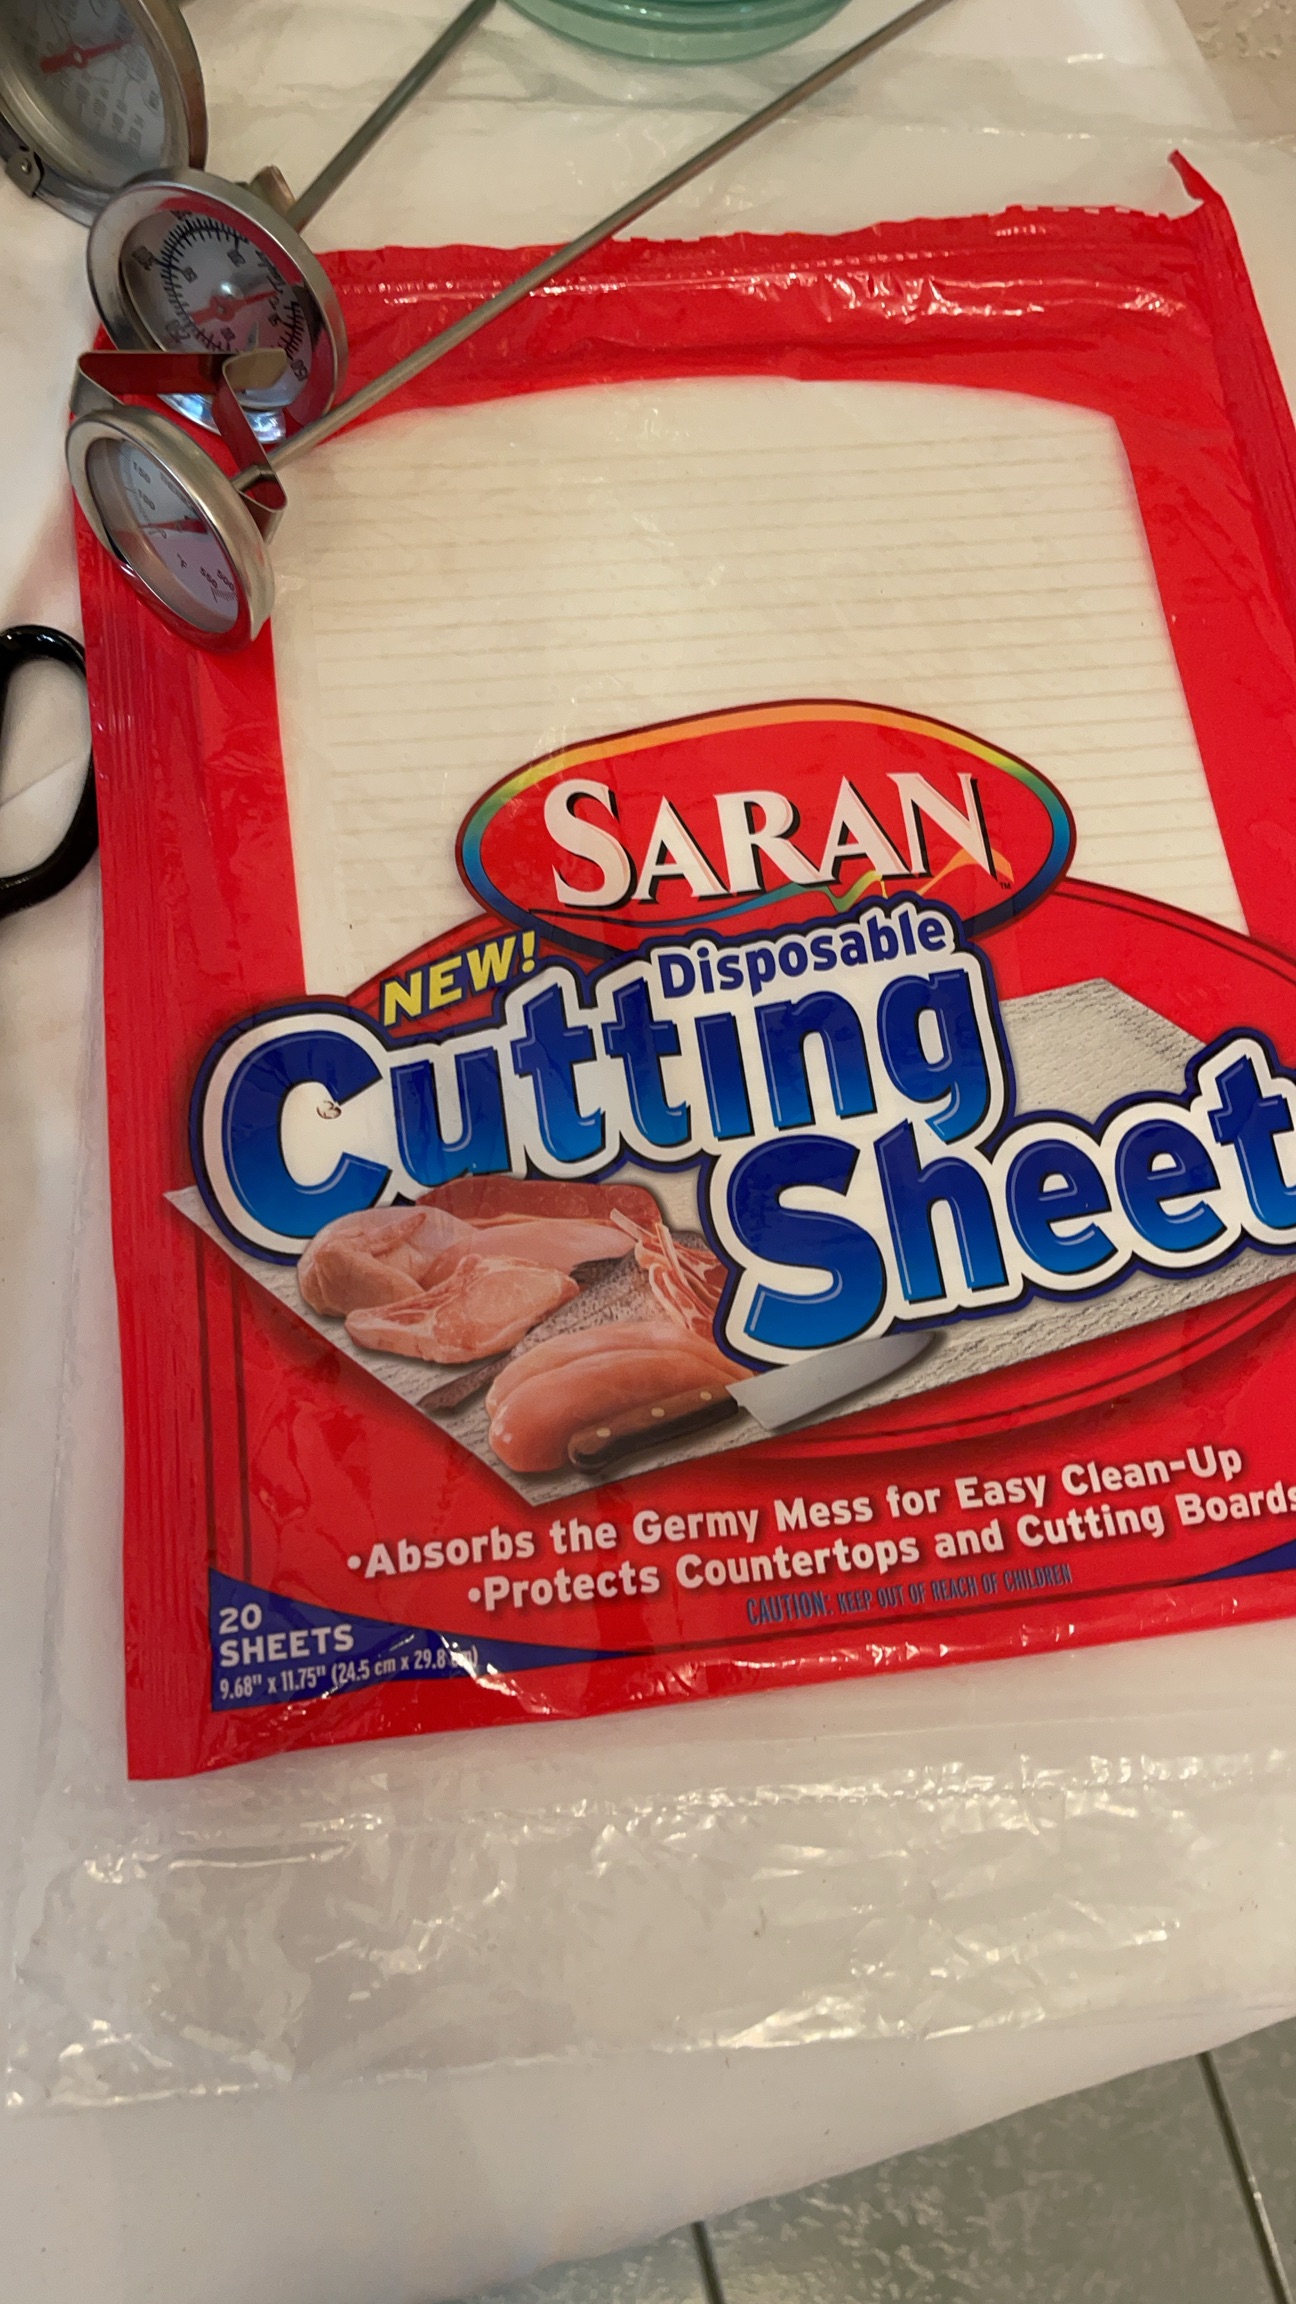 SARAN™
NEW!
Disposable
Cutting
Sheet
•Absorbs the Germy Mess for Easy Clean-Up
•Protects Countertops and Cutting Boards
CAUTION: KEEP OUT OF REACH OF CHILDREN
20
SHEETS
9.68" x 11.75" (24.5 cm x 29.8